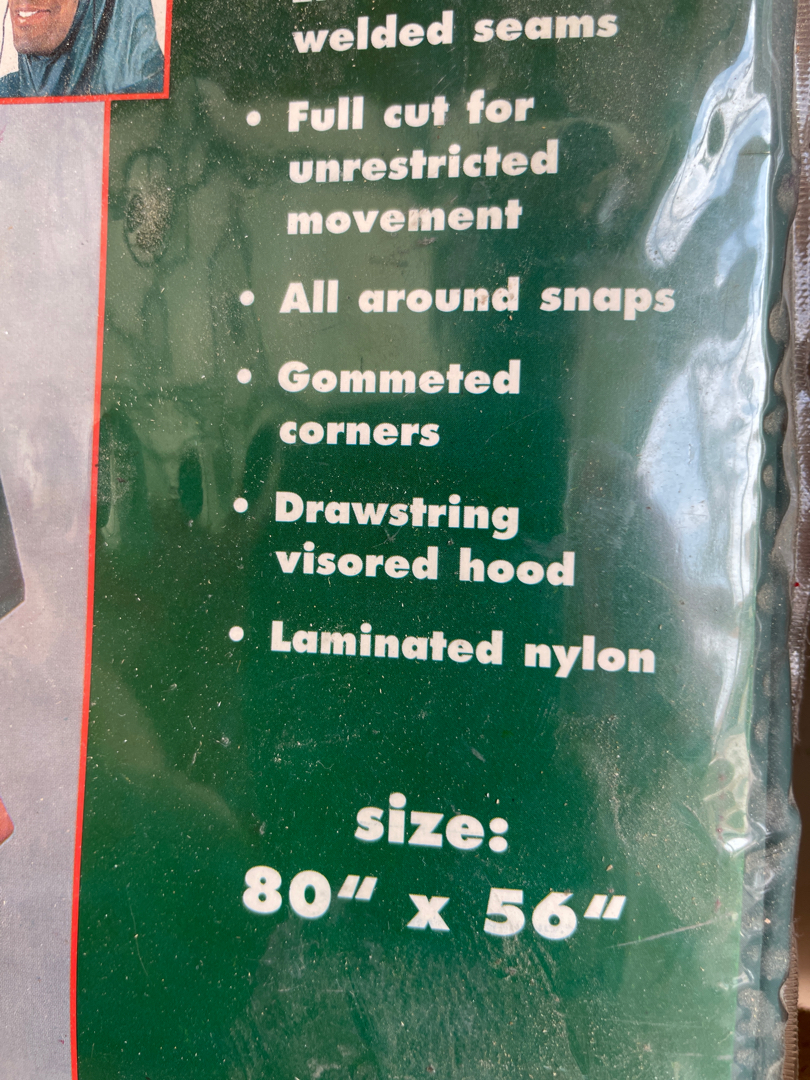 welded seams
• Full cut for
unrestricted
movement
• All around snaps
• Gommeted
corners
• Drawstring
visored hood
• Laminated nylon
size:
80" x 56"